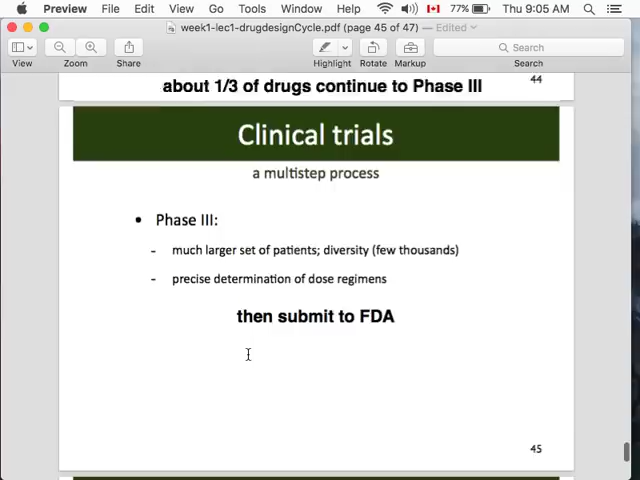 Preview File Edit View Go Tools Window Help 77% Thu 9:05 AM
week1-lec1-drugdesignCycle.pdf (page 45 of 47) — Edited
Search
View Zoom Share Highlight Rotate Markup Search
about 1/3 of drugs continue to Phase III
44
Clinical trials
a multistep process
• Phase III:
- much larger set of patients; diversity (few thousands)
- precise determination of dose regimens
then submit to FDA
45